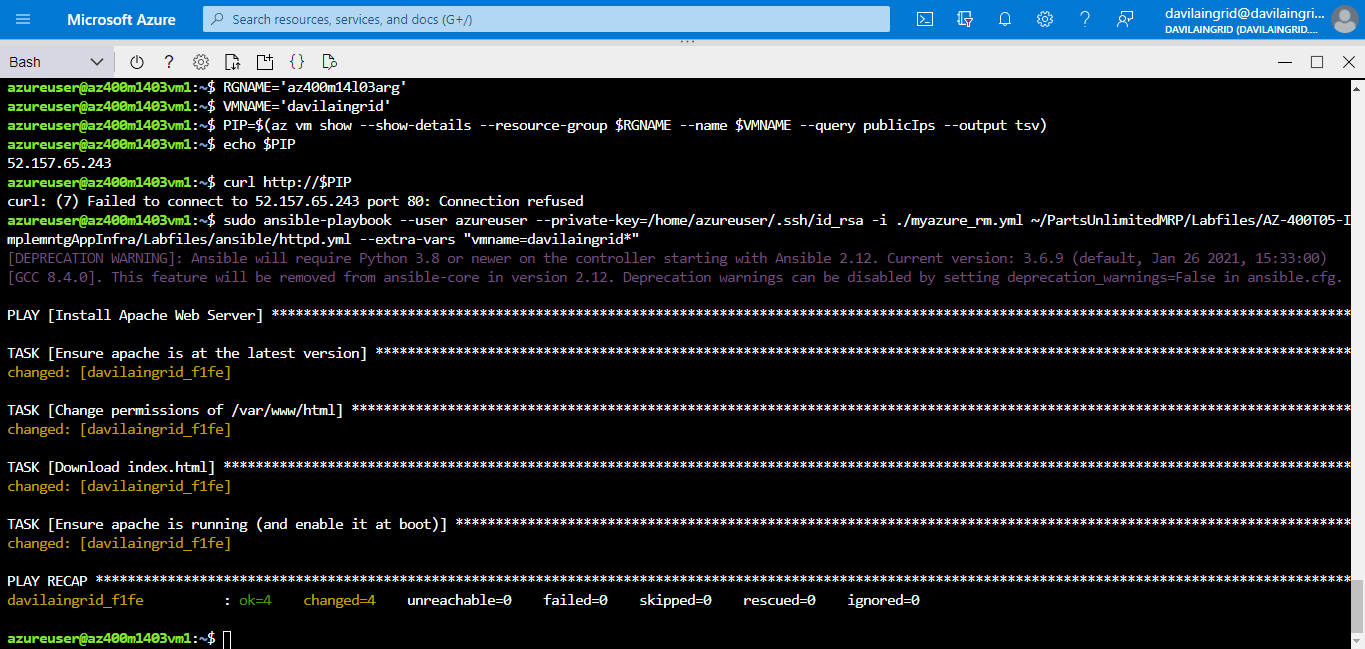 Microsoft Azure
Search resources, services, and docs (G+/)
davilaingrid@davilaingri...
DAVILAINGRID (DAVILAINGRID....
Bash
azureuser@az400m1403vm1:~$ RGNAME='az400m14l03arg'
azureuser@az400m1403vm1:~$ VMNAME='davilaingrid'
azureuser@az400m1403vm1:~$ PIP=$(az vm show --show-details --resource-group $RGNAME --name $VMNAME --query publicIps --output tsv)
azureuser@az400m1403vm1:~$ echo $PIP
52.157.65.243
azureuser@az400m1403vm1:~$ curl http://$PIP
curl: (7) Failed to connect to 52.157.65.243 port 80: Connection refused
azureuser@az400m1403vm1:~$ sudo ansible-playbook --user azureuser --private-key=/home/azureuser/.ssh/id_rsa -i ./myazure_rm.yml ~/PartsUnlimitedMRP/Labfiles/AZ-400T05-I
mplemntgAppInfra/Labfiles/ansible/httpd.yml --extra-vars "vmname=davilaingrid*"
[DEPRECATION WARNING]: Ansible will require Python 3.8 or newer on the controller starting with Ansible 2.12. Current version: 3.6.9 (default, Jan 26 2021, 15:33:00)
[GCC 8.4.0]. This feature will be removed from ansible-core in version 2.12. Deprecation warnings can be disabled by setting deprecation_warnings=False in ansible.cfg.
PLAY [Install Apache Web Server] ***************************************************************************************************************************************
TASK [Ensure apache is at the latest version] **************************************************************************************************************************
changed: [davilaingrid_f1fe]
TASK [Change permissions of /var/www/html] *****************************************************************************************************************************
changed: [davilaingrid_f1fe]
TASK [Download index.html] *********************************************************************************************************************************************
changed: [davilaingrid_f1fe]
TASK [Ensure apache is running (and enable it at boot)] ****************************************************************************************************************
changed: [davilaingrid_f1fe]
PLAY RECAP *************************************************************************************************************************************************************
davilaingrid_f1fe          : ok=4    changed=4    unreachable=0    failed=0    skipped=0    rescued=0    ignored=0
azureuser@az400m1403vm1:~$